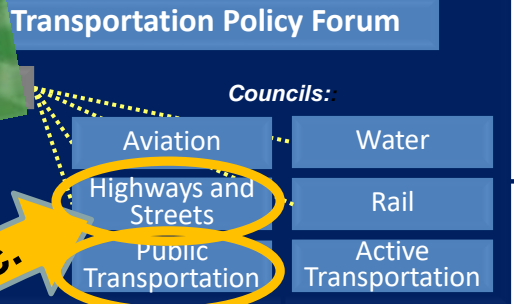 Transportation Policy Forum
Councils::
Aviation
Water
Highways and
Streets
Rail
Public
Transportation
Active
Transportation